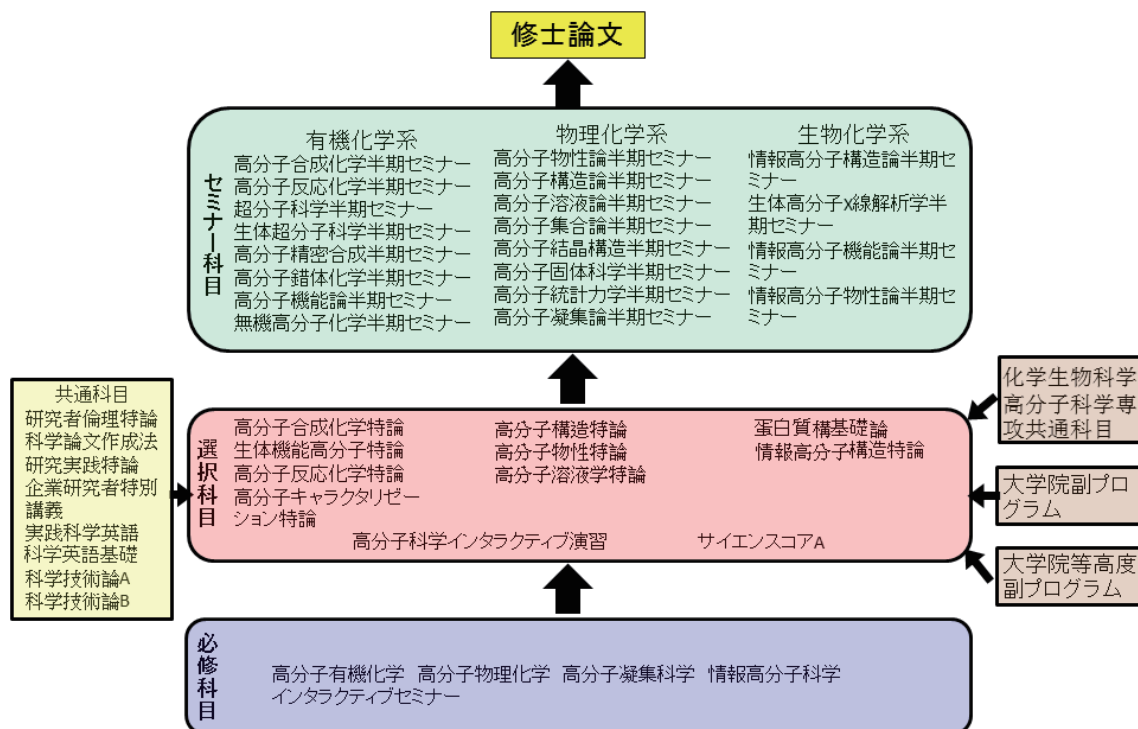 修士論文
セミナー科目
有機化学系
高分子合成化学半期セミナー
高分子反応化学半期セミナー
超分子科学半期セミナー
生体超分子科学半期セミナー
高分子精密合成半期セミナー
高分子錯体化学半期セミナー
高分子機能論半期セミナー
無機高分子化学半期セミナー
物理化学系
高分子物性論半期セミナー
高分子構造論半期セミナー
高分子溶液論半期セミナー
高分子集合論半期セミナー
高分子結晶構造半期セミナー
高分子固体科学半期セミナー
高分子統計力学半期セミナー
高分子凝集論半期セミナー
生物化学系
情報高分子構造論半期セ
ミナー
生体高分子X線解析学半
期セミナー
情報高分子機能論半期セ
ミナー
情報高分子物性論半期セ
ミナー
共通科目
研究者倫理特論
科学論文作成法
研究実践特論
企業研究者特別
講義
実践科学英語
科学英語基礎
科学技術論A
科学技術論B
選択科目
高分子合成化学特論
生体機能高分子特論
高分子反応化学特論
高分子キャラクタリゼー
ション特論
高分子構造特論
高分子物性特論
高分子溶液学特論
蛋白質構基礎論
情報高分子構造特論
高分子科学インタラクティブ演習
サイエンスコアA
化学生物科学
高分子科学専
攻共通科目
大学院副プロ
グラム
大学院等高度
副プログラム
必修科目
高分子有機化学 高分子物理化学 高分子凝集科学 情報高分子科学
インタラクティブセミナー